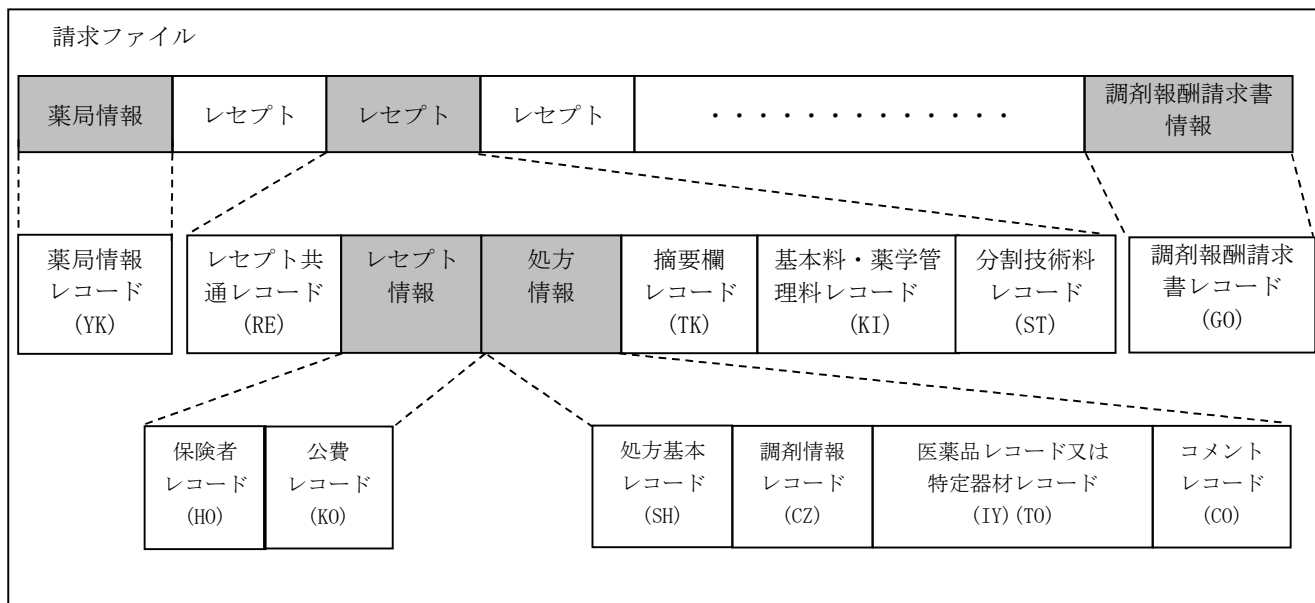 請求ファイル
薬局情報
レセプト
レセプト
レセプト
・・・・・・・・・・・・・
調剤報酬請求書
情報
薬局情報
レコード
(YK)
レセプト共
通レコード
(RE)
レセプト
情報
処方
情報
摘要欄
レコード
(TK)
基本料・薬学管
理料レコード
(KI)
分割技術料
レコード
(ST)
調剤報酬請求
書レコード
(GO)
保険者
レコード
(HO)
公費
レコード
(KO)
処方基本
レコード
(SH)
調剤情報
レコード
(CZ)
医薬品レコード又は
特定器材レコード
(IY)(TO)
コメント
レコード
(CO)